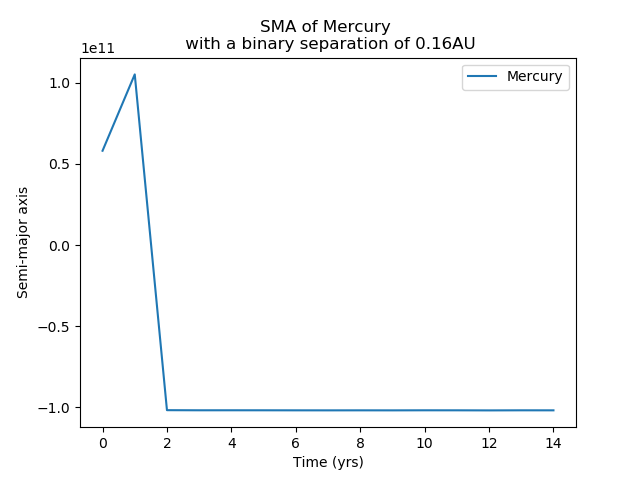 SMA of Mercury
with a binary separation of 0.16AU
1e11
Mercury
1.0
0.5
0.0
−0.5
−1.0
Semi-major axis
0 2 4 6 8 10 12 14
Time (yrs)